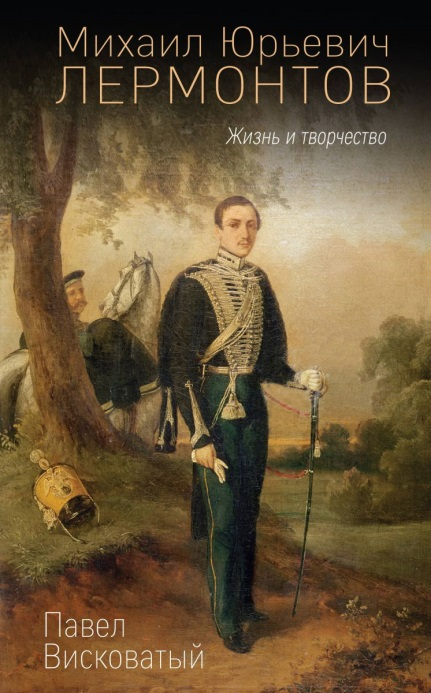 Михаил Юрьевич
ЛЕРМОНТОВ
Жизнь и творчество
Павел
Висковатый